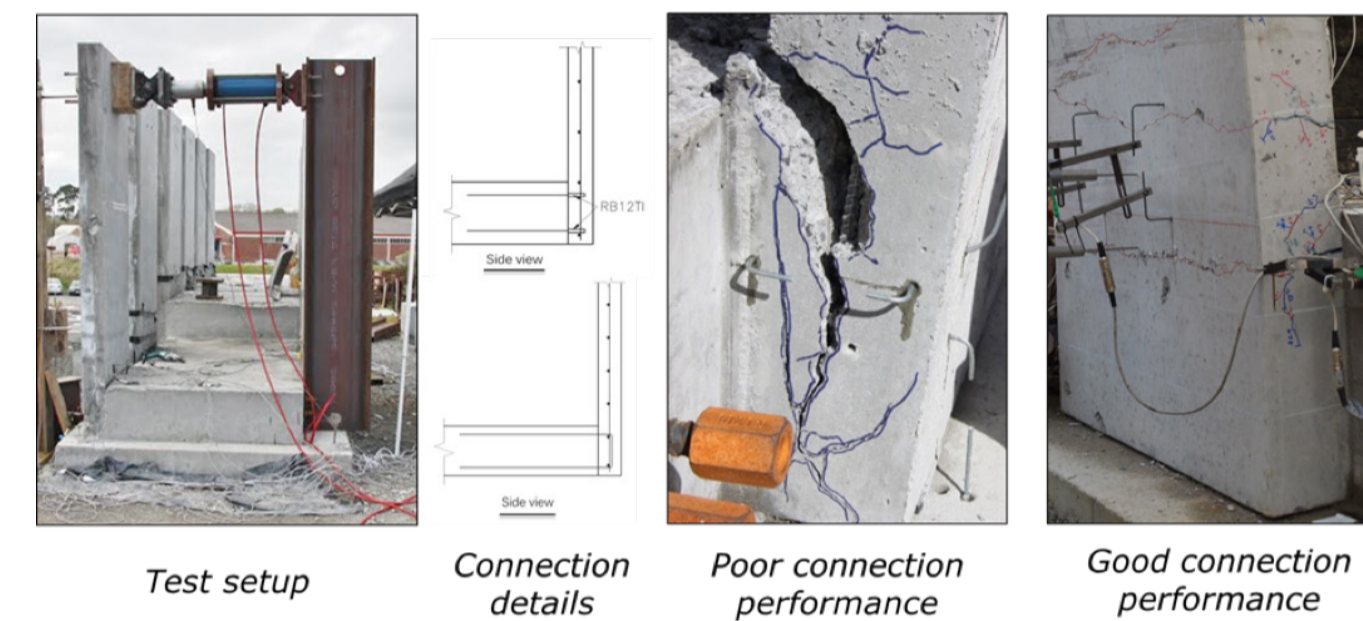 RB12TI
Side view
Side view
Test setup
Connection
details
Poor connection
performance
Good connection
performance